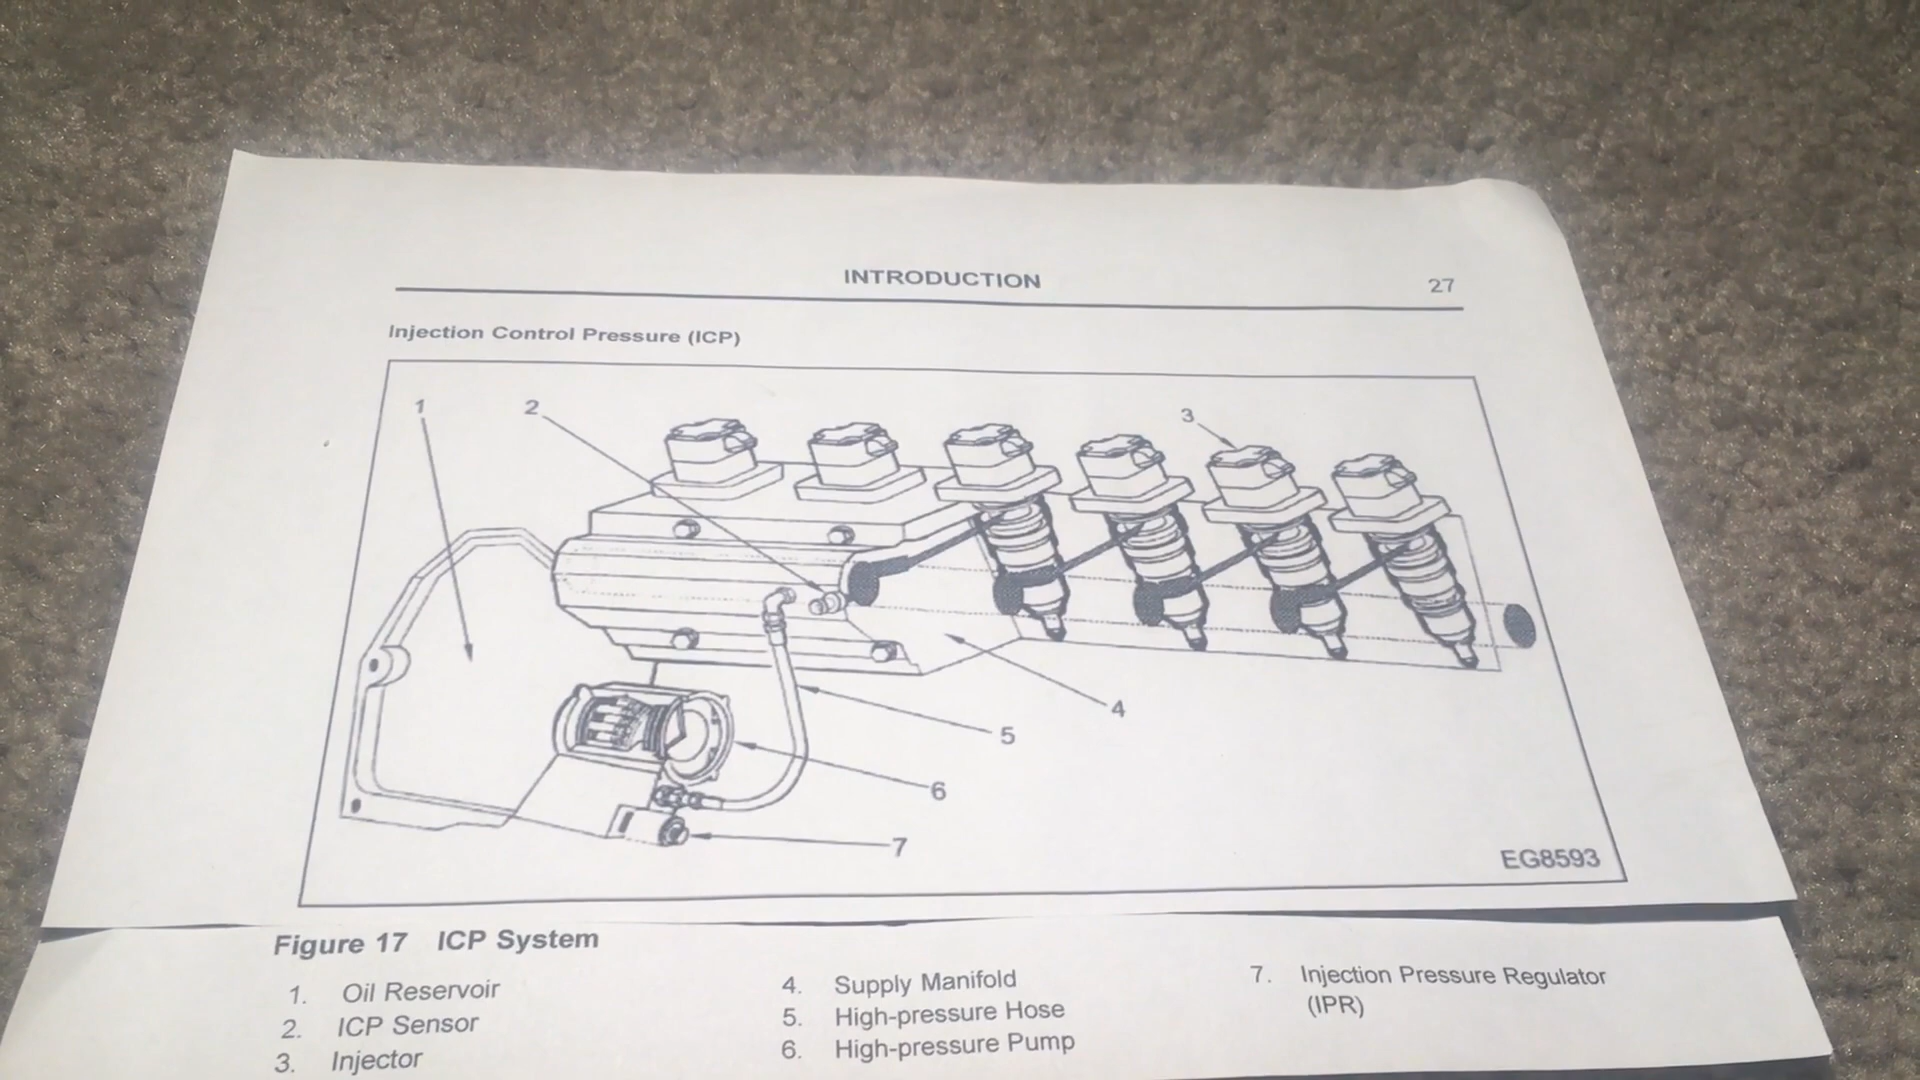 INTRODUCTION 27
Injection Control Pressure (ICP)
1 2 3
4
5
6
7
EG8593
Figure 17 ICP System
1. Oil Reservoir
2. ICP Sensor
3. Injector
4. Supply Manifold
5. High-pressure Hose
6. High-pressure Pump
7. Injection Pressure Regulator
(IPR)